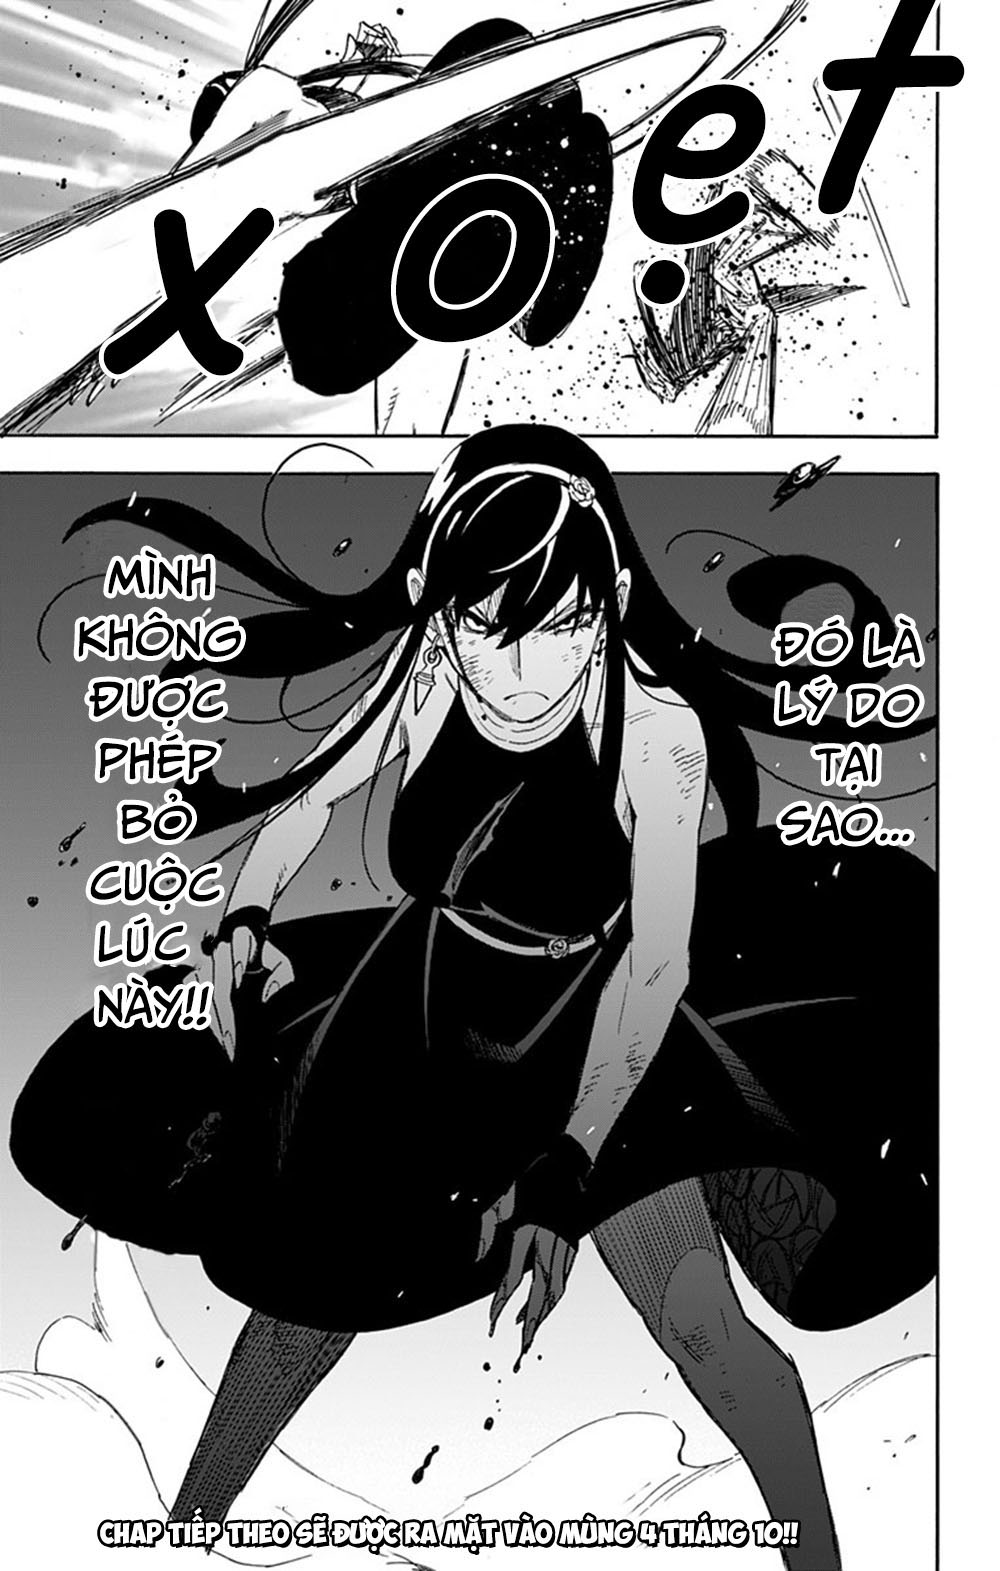 xoẹt
ĐÓ LÀ
LÝ DO
TẠI
SAO...
MÌNH
KHÔNG
ĐƯỢC
PHÉP
BỎ
CUỘC
LÚC
NÀY!!
CHAP TIẾP THEO SẼ ĐƯỢC RA MẮT VÀO MÙNG 4 THÁNG 10!!